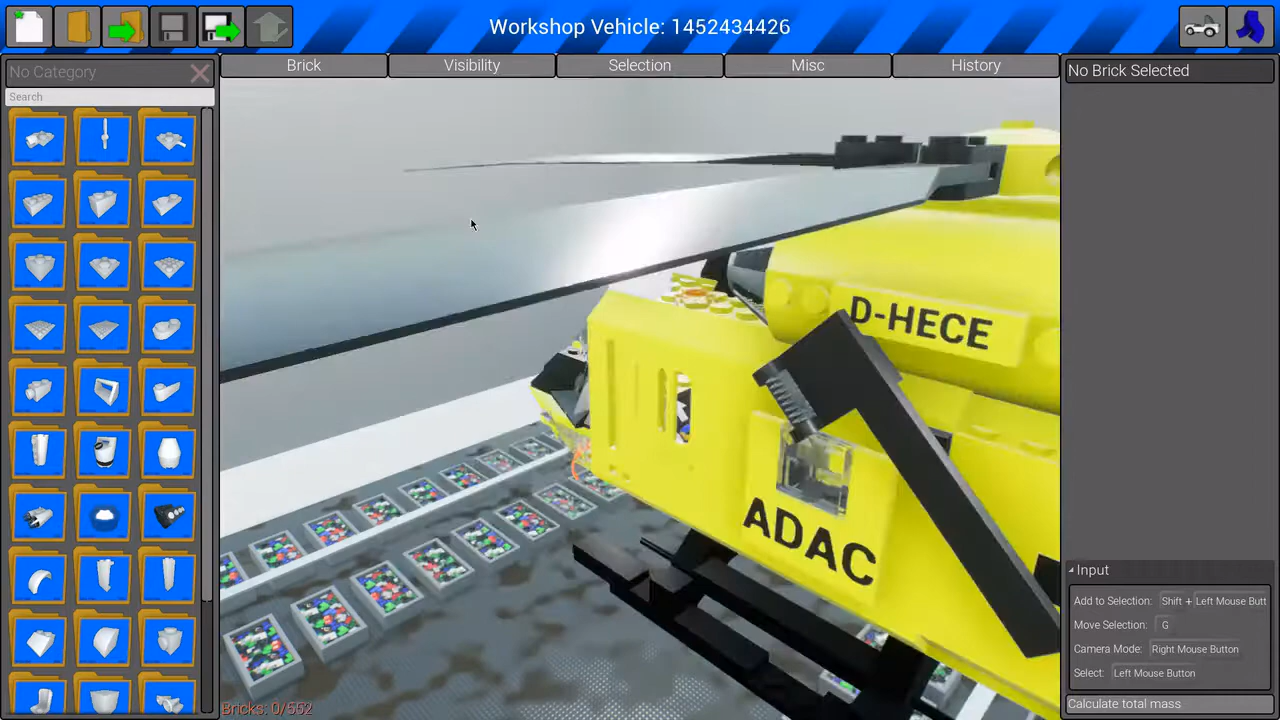 Workshop Vehicle: 1452434426
No Category
Search
Brick
Visibility
Selection
Misc
History
No Brick Selected
D-HECE
ADAC
Input
Add to Selection: Shift + Left Mouse Butt
Move Selection: G
Camera Mode: Right Mouse Button
Select: Left Mouse Button
Bricks: 0/552
Calculate total mass